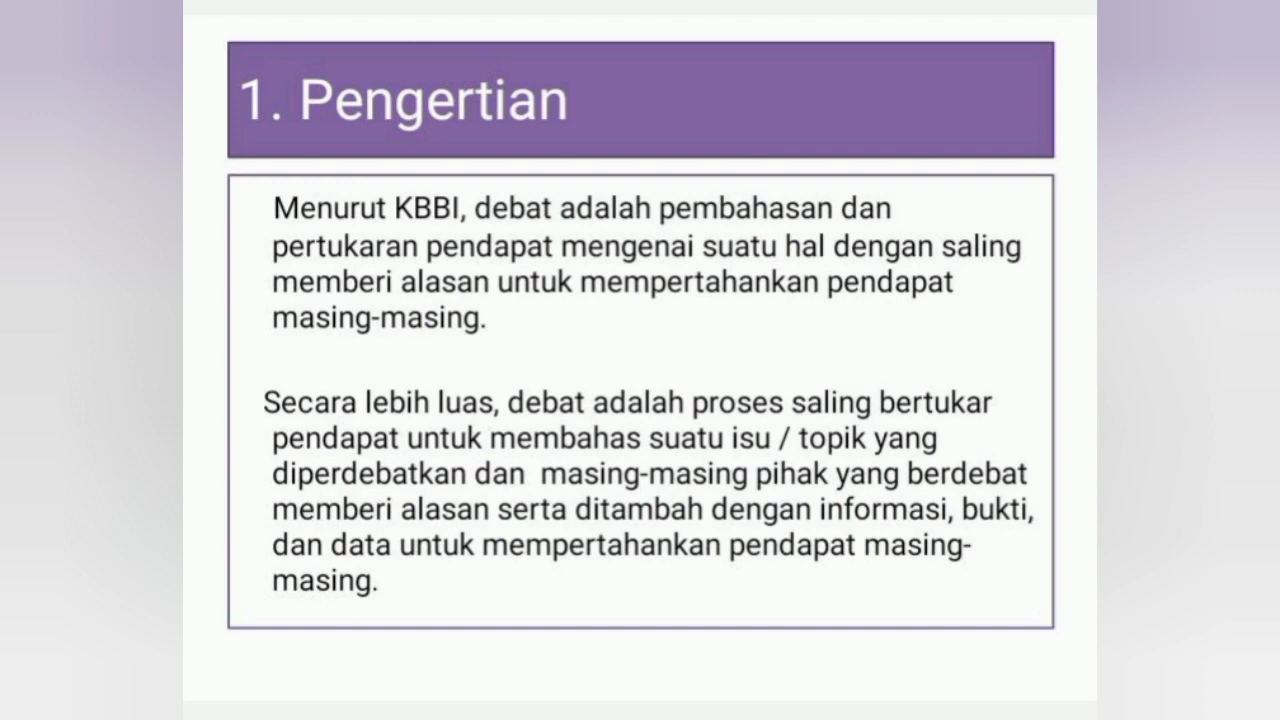 1. Pengertian
Menurut KBBI, debat adalah pembahasan dan
pertukaran pendapat mengenai suatu hal dengan saling
memberi alasan untuk mempertahankan pendapat
masing-masing.
Secara lebih luas, debat adalah proses saling bertukar
pendapat untuk membahas suatu isu / topik yang
diperdebatkan dan  masing-masing pihak yang berdebat
memberi alasan serta ditambah dengan informasi, bukti,
dan data untuk mempertahankan pendapat masing-
masing.